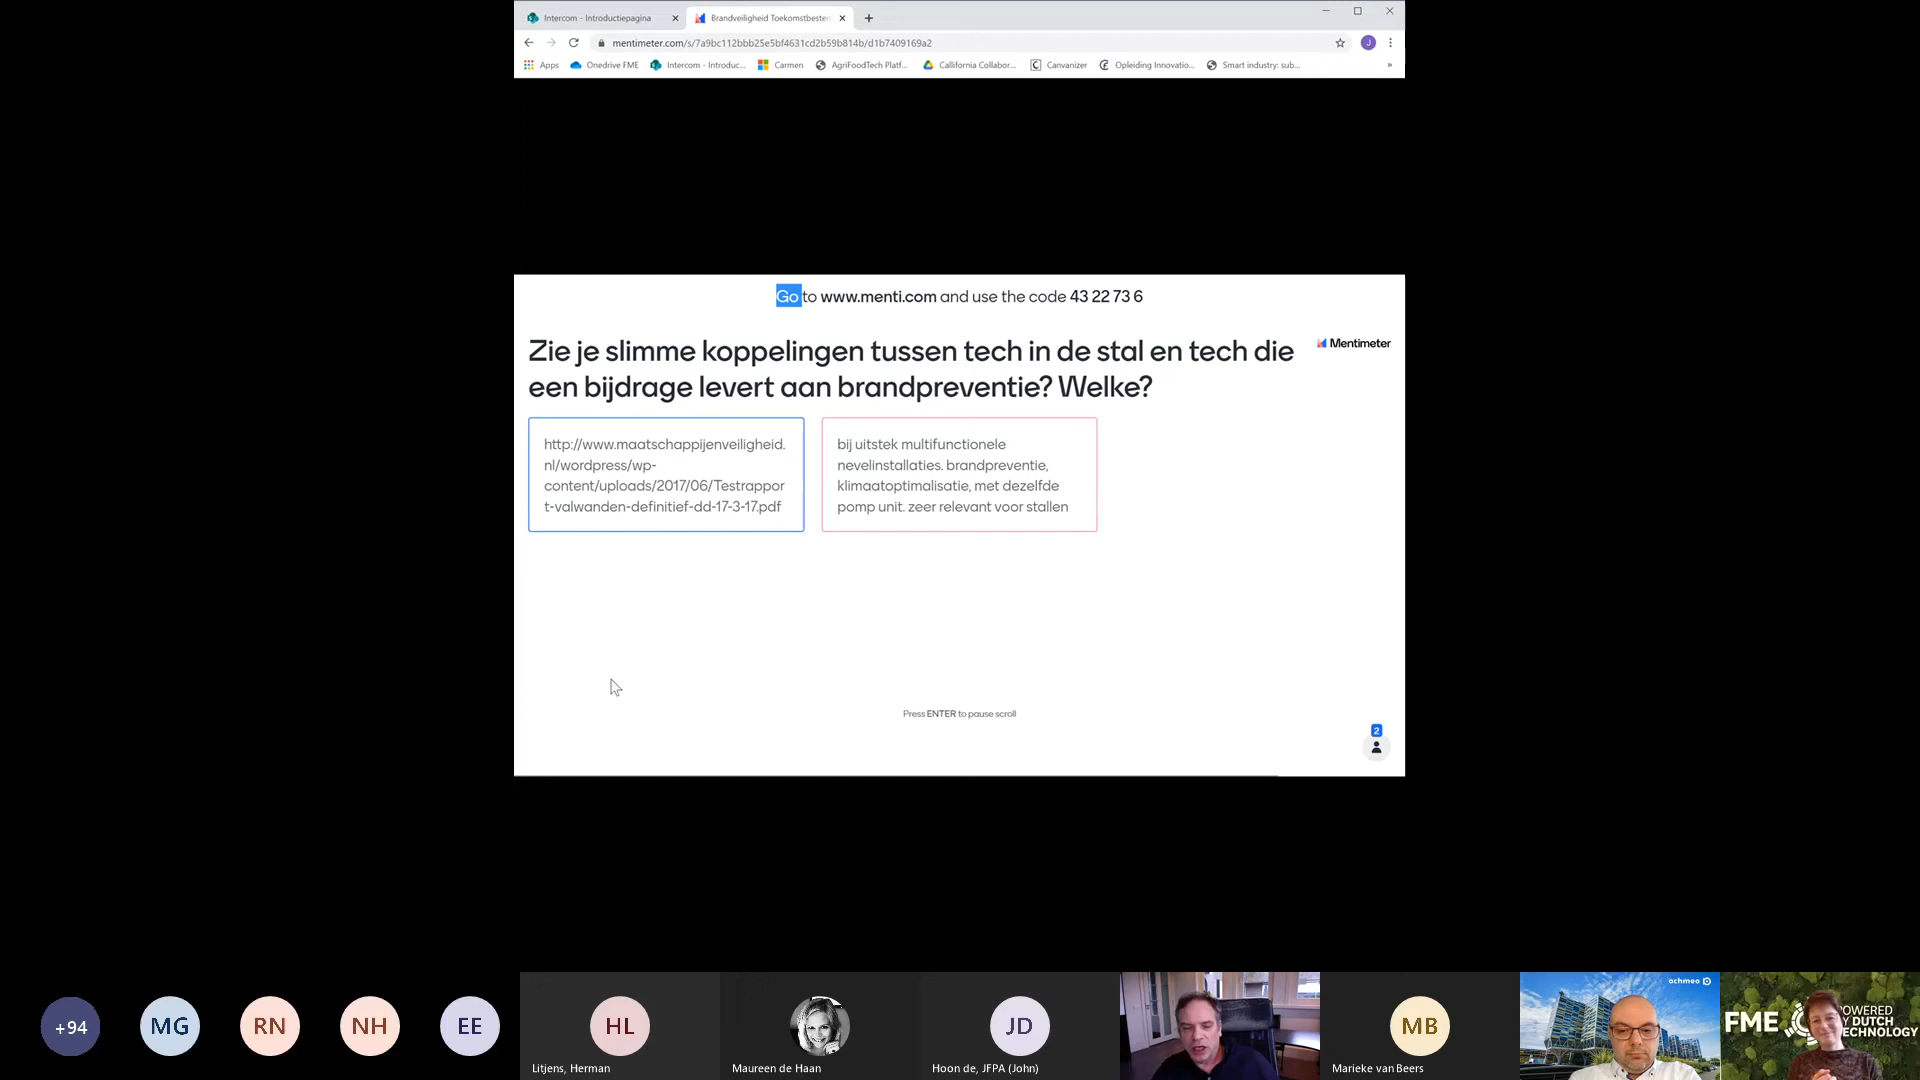 Intercom - Introductiepagina
Brandveiligheid Toekomstbesten
mentimeter.com/s/7a9bc112bbb25e5bf4631cd2b59b814b/d1b7409169a2
J
Apps
Onedrive FME
Intercom - Introduc...
Carmen
AgriFoodTech Platf...
Callifornia Collabor...
Canvanizer
Opleiding Innovatio...
Smart industry: sub...
»
Go to www.menti.com and use the code 43 22 73 6
Zie je slimme koppelingen tussen tech in de stal en tech die
een bijdrage levert aan brandpreventie? Welke?
Mentimeter
http://www.maatschappijenveiligheid.
nl/wordpress/wp-
content/uploads/2017/06/Testrappor
t-valwanden-definitief-dd-17-3-17.pdf
bij uitstek multifunctionele
nevelinstallaties. brandpreventie,
klimaatoptimalisatie, met dezelfde
pomp unit. zeer relevant voor stallen
Press ENTER to pause scroll
2
+94
MG
RN
NH
EE
HL
Litjens, Herman
Maureen de Haan
JD
Hoon de, JFPA (John)
MB
Marieke van Beers
achmea
FME
POWERED
BY DUTCH
TECHNOLOGY